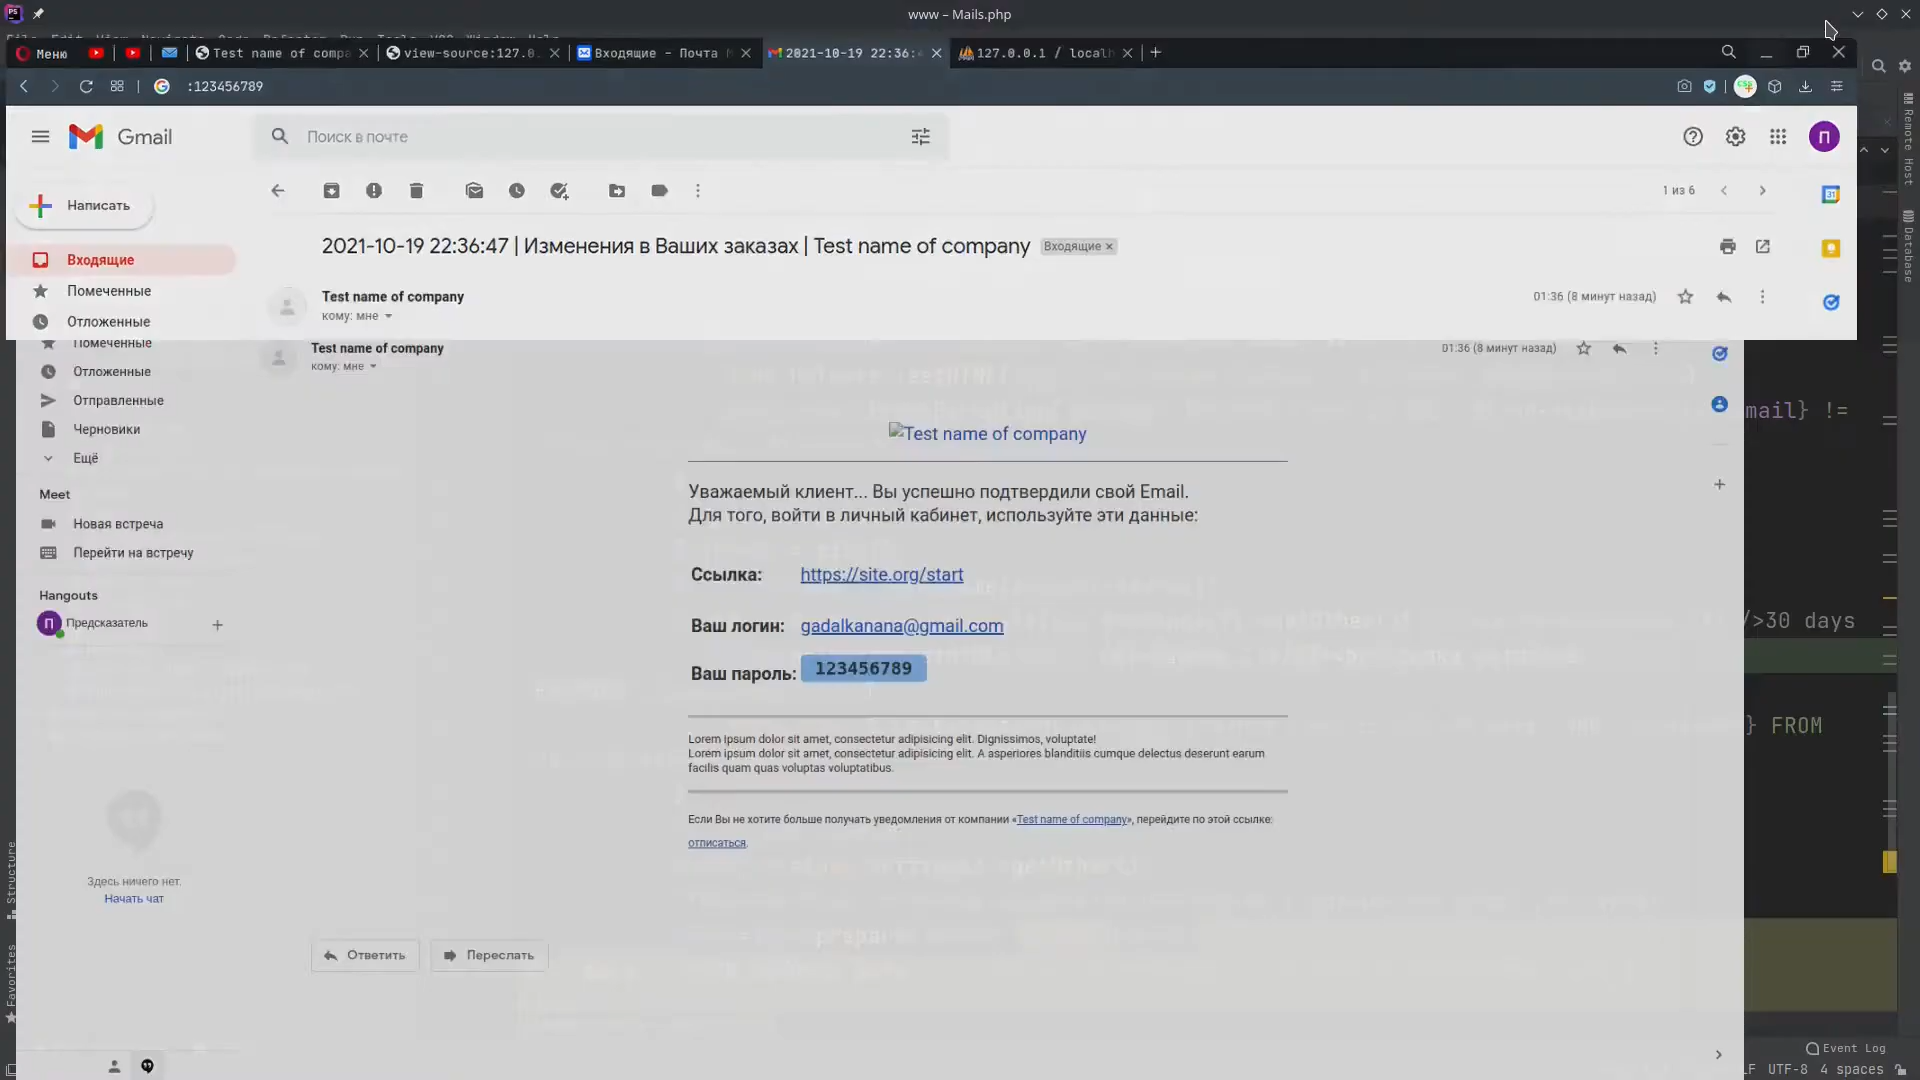 www – Mails.php
Меню
Test name of compa
view-source:127.0.
Входящие – Почта
2021-10-19 22:36:
127.0.0.1 / local
:123456789
Gmail
Поиск в почте
Написать
1 из 6
2021-10-19 22:36:47 | Изменения в Ваших заказах | Test name of company
Входящие ×
Входящие
Помеченные
Отложенные
Test name of company
кому: мне
01:36 (8 минут назад)
Помеченные
Test name of company
кому: мне
01:36 (8 минут назад)
Отложенные
Отправленные
Черновики
Ещё
Meet
Новая встреча
Перейти на встречу
Hangouts
Предсказатель
Здесь ничего нет.
Начать чат
Test name of company
Уважаемый клиент... Вы успешно подтвердили свой Email.
Для того, войти в личный кабинет, используйте эти данные:
Ссылка: https://site.org/start
Ваш логин: gadalkanana@gmail.com
Ваш пароль: 123456789
Lorem ipsum dolor sit amet, consectetur adipisicing elit. Dignissimos, voluptate!
Lorem ipsum dolor sit amet, consectetur adipisicing elit. A asperiores blanditiis cumque delectus deserunt earum
facilis quam quas voluptas voluptatibus.
Если Вы не хотите больше получать уведомления от компании «Test name of company», перейдите по этой ссылке:
отписаться.
Ответить
Переслать
mail} !=
/>30 days
} FROM
Remote Host
Database
Structure
Favorites
Event Log
LF UTF-8 4 spaces